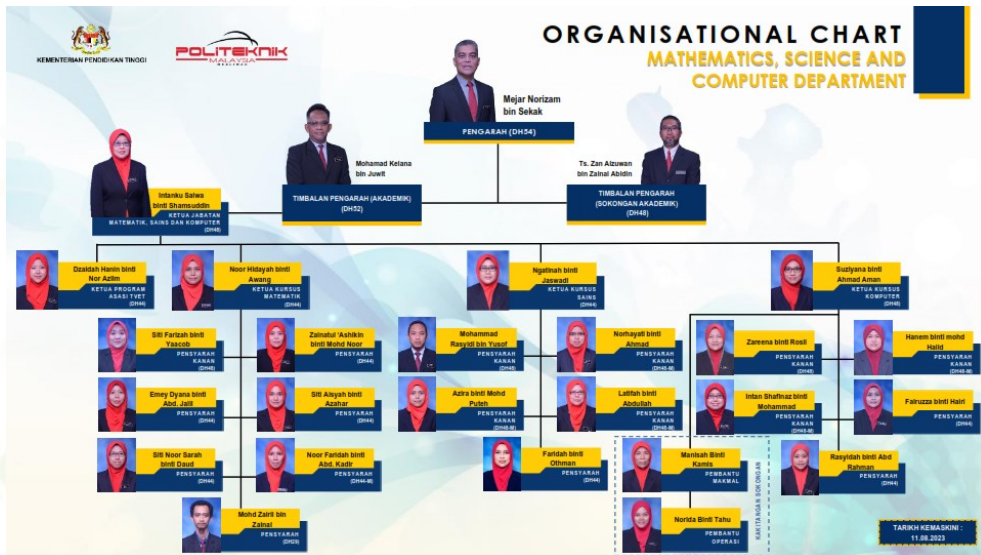 KEMENTERIAN PENDIDIKAN TINGGI
POLITEKNIK
MALAYSIA
ORGANISATIONAL CHART
MATHEMATICS, SCIENCE AND
COMPUTER DEPARTMENT
Mejar Norizam
bin Sekak
PENGARAH (DH54)
Mohamad Kelana
bin Juwit
TIMBALAN PENGARAH (AKADEMIK)
(DH52)
Ts. Zan Aizuwan
bin Zainal Abidin
TIMBALAN PENGARAH
(SOKONGAN AKADEMIK)
(DH48)
Intanku Salwa
binti Shamsuddin
KETUA JABATAN
MATEMATIK, SAINS DAN KOMPUTER
(DH48)
Dzaidah Hanin binti
Nor Azlim
KETUA PROGRAM
ASASI TVET
(DH44)
Noor Hidayah binti
Awang
KETUA KURSUS
MATEMATIK
(DH44)
Ngatinah binti
Jaswadi
KETUA KURSUS
SAINS
(DH44)
Suziyana binti
Ahmad Aman
KETUA KURSUS
KOMPUTER
(DH48)
Siti Farizah binti
Yaacob
PENSYARAH
KANAN
(DH48)
Zainatul 'Ashikin
binti Mohd Noor
PENSYARAH
(DH44)
Mohammad
Rasyidi bin Yusof
PENSYARAH
KANAN
(DH48)
Norhayati binti
Ahmad
PENSYARAH
KANAN
(DH48-M)
Zareena binti Rosli
PENSYARAH
KANAN
(DH48)
Hanem binti mohd
Halid
PENSYARAH
KANAN
(DH48-M)
Emey Dyana binti
Abd. Jalil
PENSYARAH
(DH44)
Siti Aisyah binti
Azahar
PENSYARAH
(DH44)
Azira binti Mohd
Puteh
PENSYARAH
KANAN
(DH48-M)
Latifah binti
Abdullah
PENSYARAH
KANAN
(DH48-M)
Intan Shafinaz binti
Mohammad
PENSYARAH
KANAN
(DH48-M)
Fairuzza binti Hairi
PENSYARAH
(DH44)
Siti Noor Sarah
binti Daud
PENSYARAH
(DH44)
Noor Faridah binti
Abd. Kadir
PENSYARAH
(DH44-M)
Faridah binti
Othman
PENSYARAH
(DH44)
Manisah Binti
Kamis
PEMBANTU
MAKMAL
Rasyidah binti Abd
Rahman
PENSYARAH
(DH44)
Mohd Zairil bin
Zainal
PENSYARAH
Norida Binti Tahu
PEMBANTU
OPERASI
KAKITANGAN SOKONGAN
TARIKH KEMASKINI :
11.08.2023